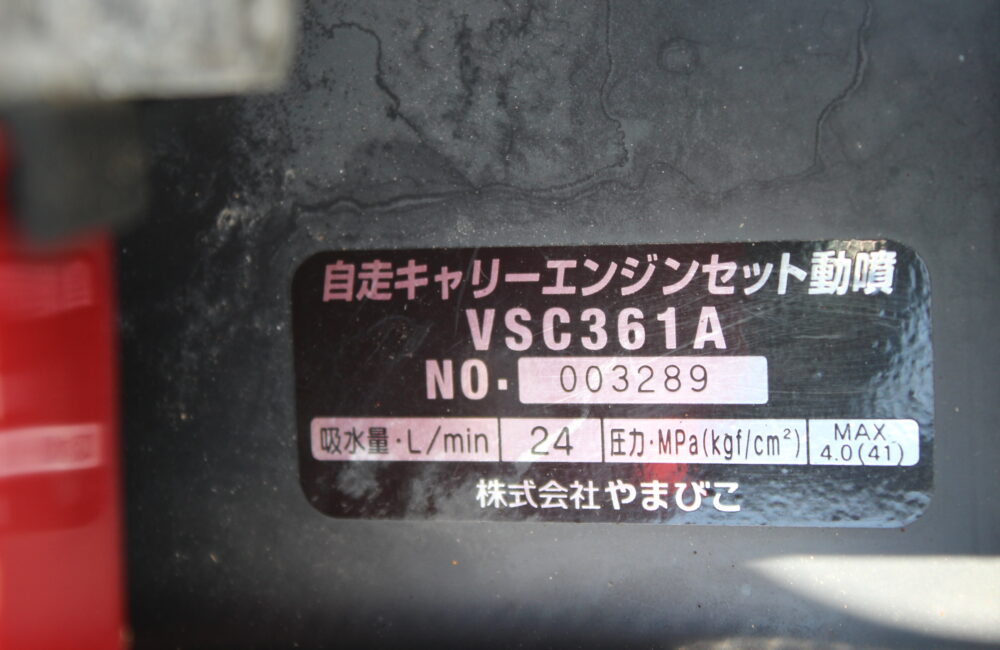 自走キャリーエンジンセット動噴
VSC361A
NO. 003289
吸水量・L/min 24 圧力・MPa(kgf/cm²) MAX 4.0(41)
株式会社やまびこ